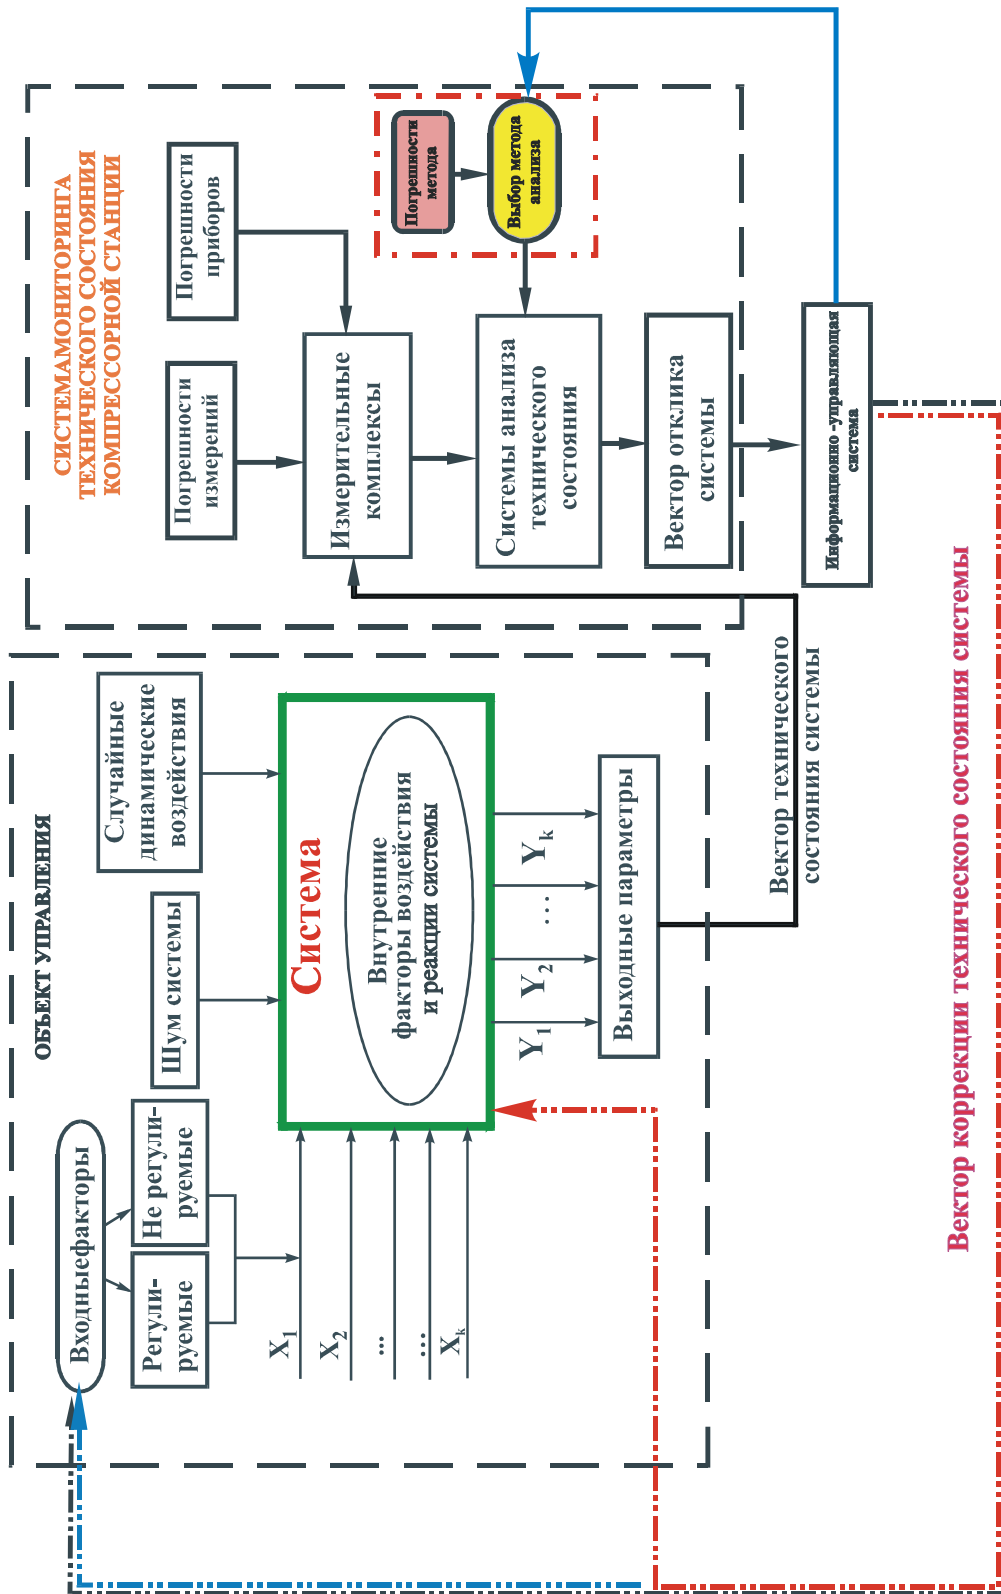 ОБЪЕКТ УПРАВЛЕНИЯ
Входныефакторы
Регули-
руемые
Не регули-
руемые
Шум системы
Случайные
динамические
воздействия
X1
X2
...
...
Xk
Система
Внутренние
факторы воздействия
и реакции системы
Y1
Y2
...
Yk
Выходные параметры
Вектор технического
состояния системы
СИСТЕМАМОНИТОРИНГА
ТЕХНИЧЕСКОГО СОСТОЯНИЯ
КОМПРЕССОРНОЙ СТАНЦИИ
Погрешности
измерений
Погрешности
приборов
Измерительные
комплексы
Погрешности
метода
Выбор метода
анализа
Системы анализа
технического
состояния
Вектор отклика
системы
Информационно -управляющая
система
Вектор коррекции технического состояния системы